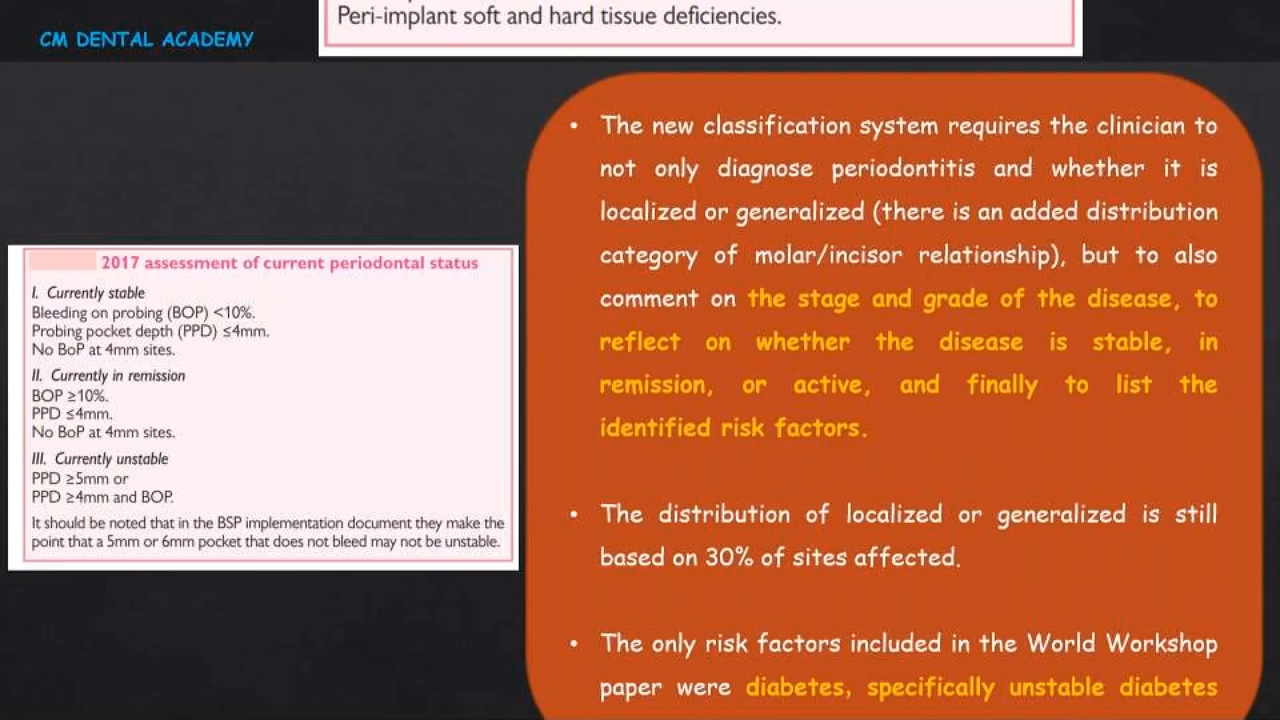 Peri-implant soft and hard tissue deficiencies.
CM DENTAL ACADEMY
2017 assessment of current periodontal status
I. Currently stable
Bleeding on probing (BOP) <10%.
Probing pocket depth (PPD) ≤4mm.
No BoP at 4mm sites.
II. Currently in remission
BOP ≥10%.
PPD ≤4mm.
No BoP at 4mm sites.
III. Currently unstable
PPD ≥5mm or
PPD ≥4mm and BOP.
It should be noted that in the BSP implementation document they make the
point that a 5mm or 6mm pocket that does not bleed may not be unstable.
• The new classification system requires the clinician to
not only diagnose periodontitis and whether it is
localized or generalized (there is an added distribution
category of molar/incisor relationship), but to also
comment on the stage and grade of the disease, to
reflect on whether the disease is stable, in
remission, or active, and finally to list the
identified risk factors.
• The distribution of localized or generalized is still
based on 30% of sites affected.
• The only risk factors included in the World Workshop
paper were diabetes, specifically unstable diabetes